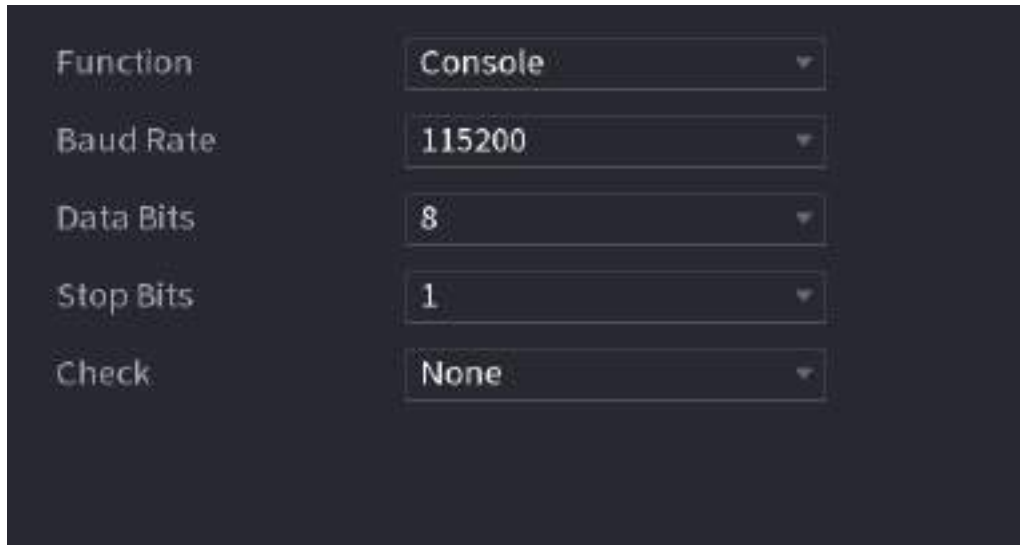 Function Console
Baud Rate 115200
Data Bits 8
Stop Bits 1
Check None